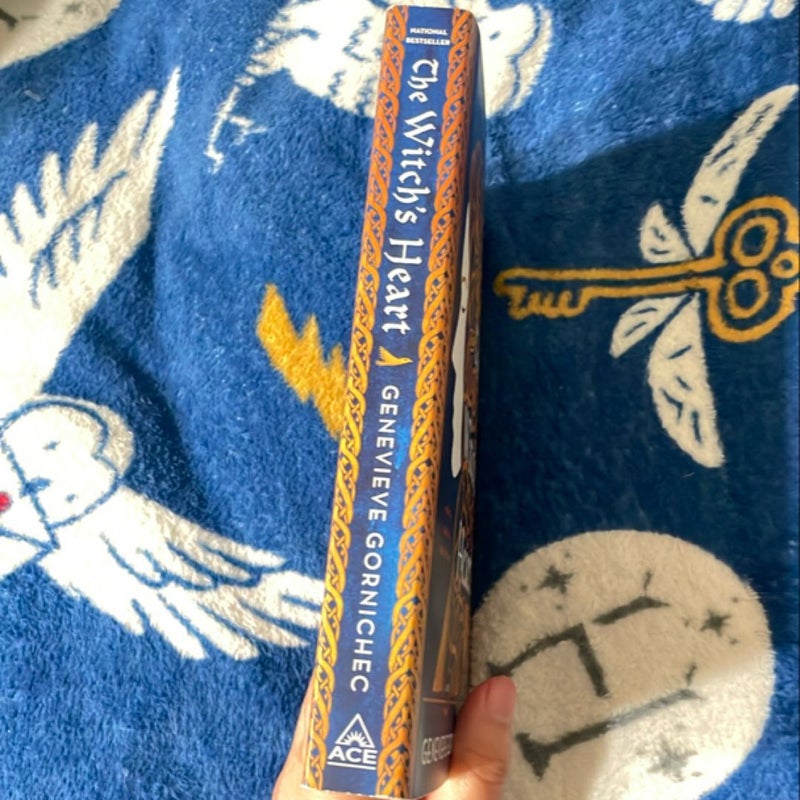 NATIONAL
BESTSELLER
The Witch's Heart
GENEVIEVE GORNICHEC
ACE